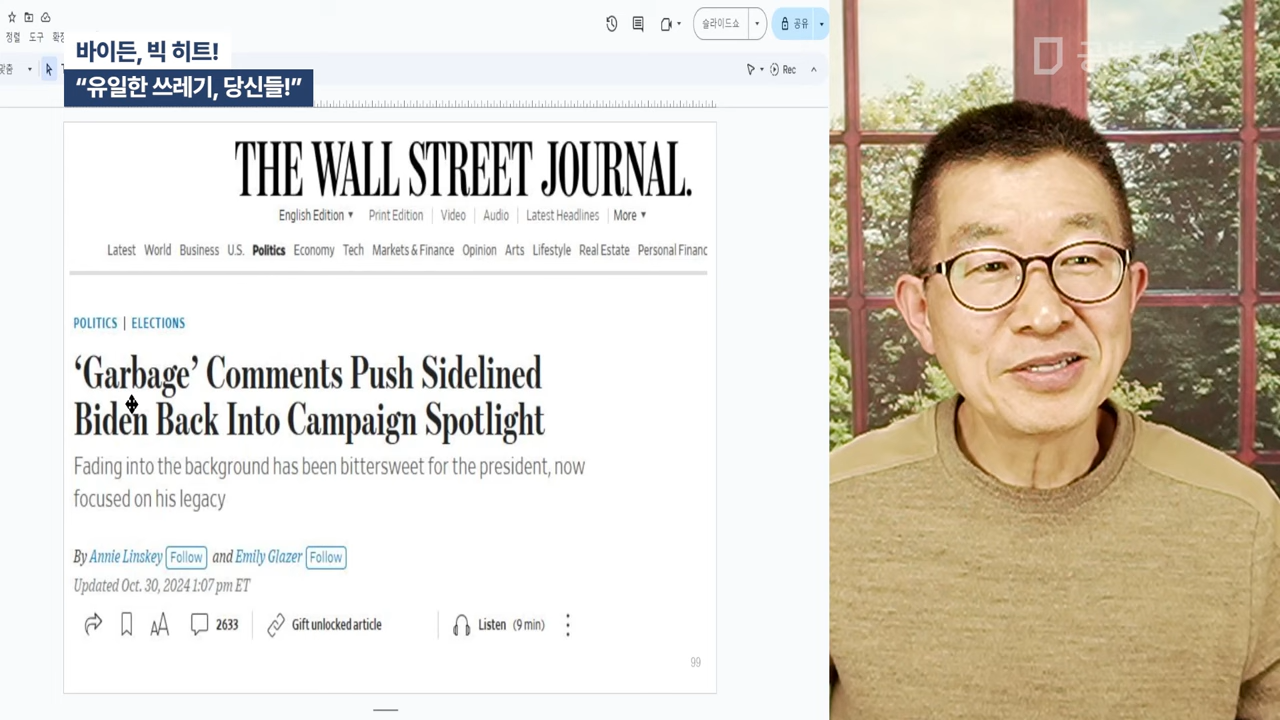 정렬 도구
슬라이드쇼
공유
바이든, 빅 히트!
“유일한 쓰레기, 당신들!”
Rec
THE WALL STREET JOURNAL.
English Edition ▾ Print Edition | Video | Audio | Latest Headlines | More ▾
Latest World Business U.S. Politics Economy Tech Markets & Finance Opinion Arts Lifestyle Real Estate Personal Financ
POLITICS | ELECTIONS
‘Garbage’ Comments Push Sidelined
Biden Back Into Campaign Spotlight
Fading into the background has been bittersweet for the president, now
focused on his legacy
By Annie Linskey Follow and Emily Glazer Follow
Updated Oct. 30, 2024 1:07 pm ET
AA 2633 Gift unlocked article Listen (9 min)
99